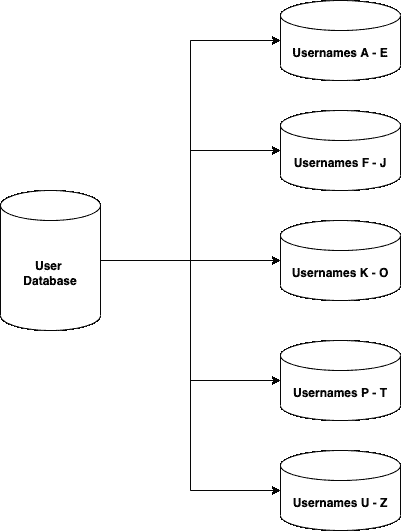 Usernames A - E
Usernames F - J
User
Database
Usernames K - O
Usernames P - T
Usernames U - Z